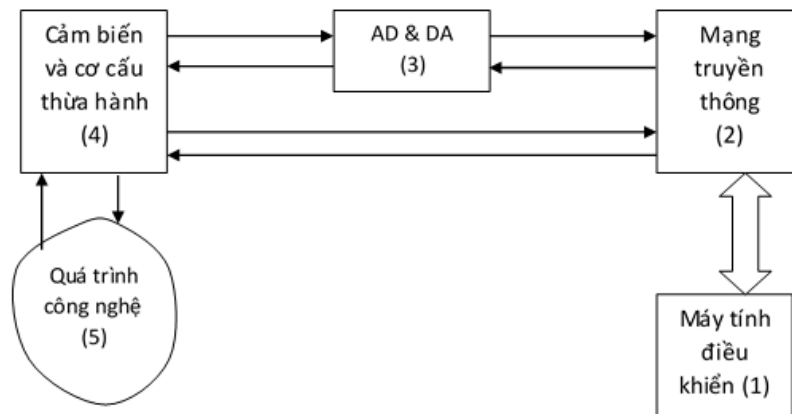 Cảm biến
và cơ cấu
thừa hành
(4)
AD & DA
(3)
Mạng
truyền
thông
(2)
Quá trình
công nghệ
(5)
Máy tính
điều
khiển (1)